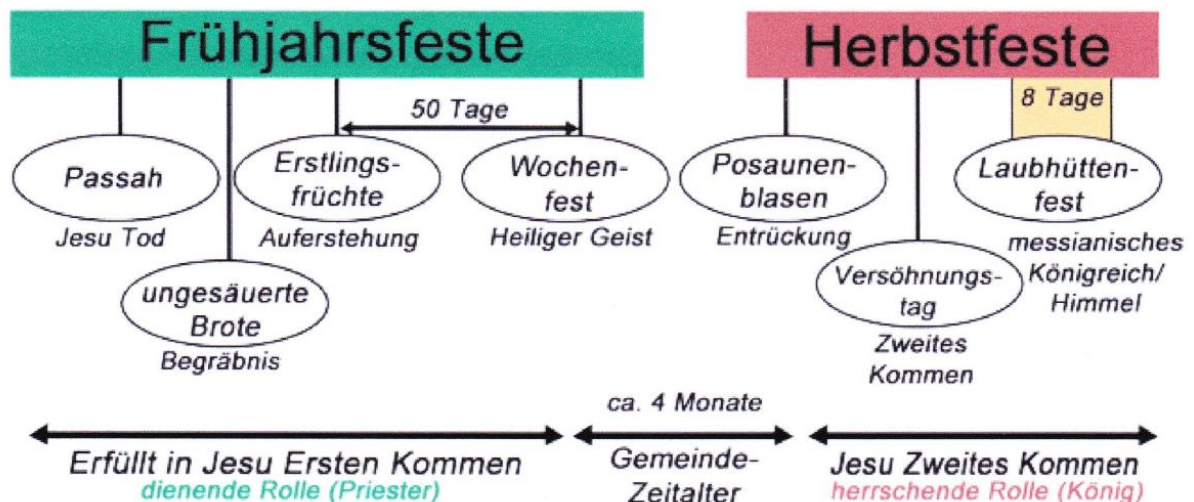 Frühjahrsfeste
Herbstfeste
50 Tage
8 Tage
Passah
Jesu Tod
ungesäuerte
Brote
Begräbnis
Erstlings-
früchte
Auferstehung
Wochen-
fest
Heiliger Geist
Posaunen-
blasen
Entrückung
Versöhnungs-
tag
Zweites
Kommen
Laubhütten-
fest
messianisches
Königreich/
Himmel
Erfüllt in Jesu Ersten Kommen
dienende Rolle (Priester)
ca. 4 Monate
Gemeinde-
Zeitalter
Jesu Zweites Kommen
herrschende Rolle (König)